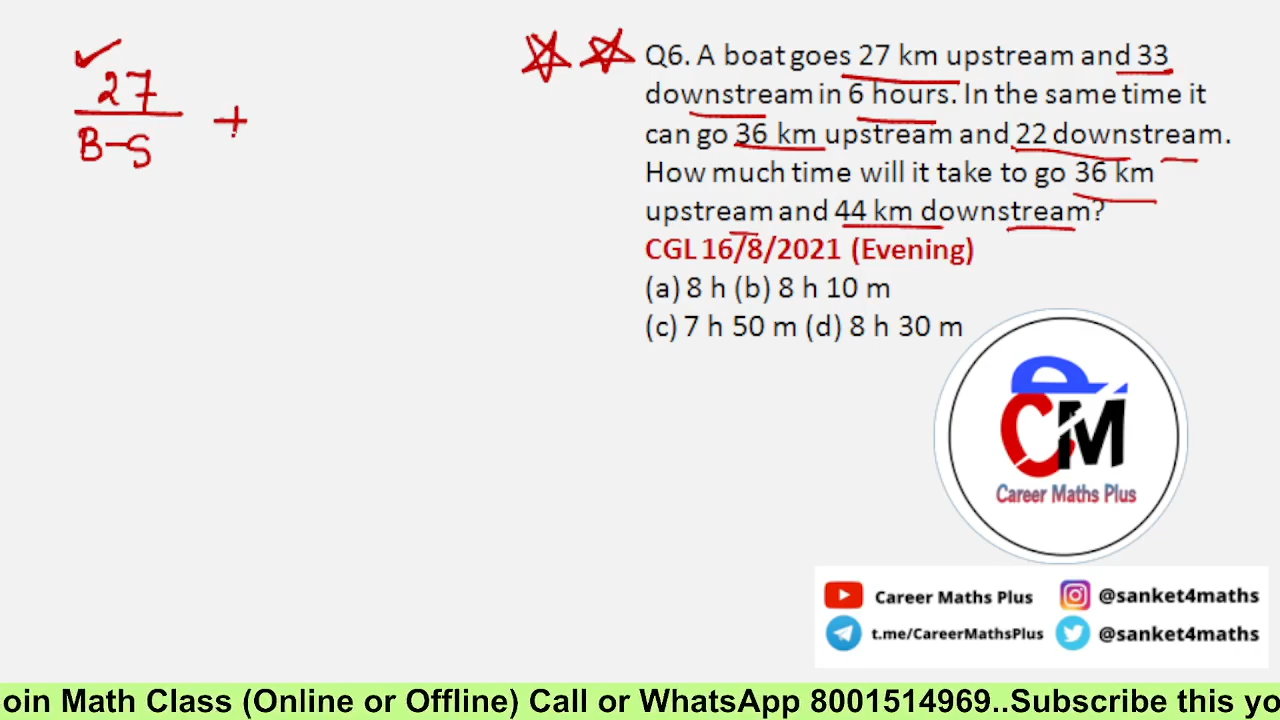 27
B-S
+
Q6. A boat goes 27 km upstream and 33
downstream in 6 hours. In the same time it
can go 36 km upstream and 22 downstream.
How much time will it take to go 36 km
upstream and 44 km downstream?
CGL 16/8/2021 (Evening)
(a) 8 h (b) 8 h 10 m
(c) 7 h 50 m (d) 8 h 30 m
CM
Career Maths Plus
Career Maths Plus
@sanket4maths
t.me/CareerMathsPlus
@sanket4maths
oin Math Class (Online or Offline) Call or WhatsApp 8001514969..Subscribe this yo